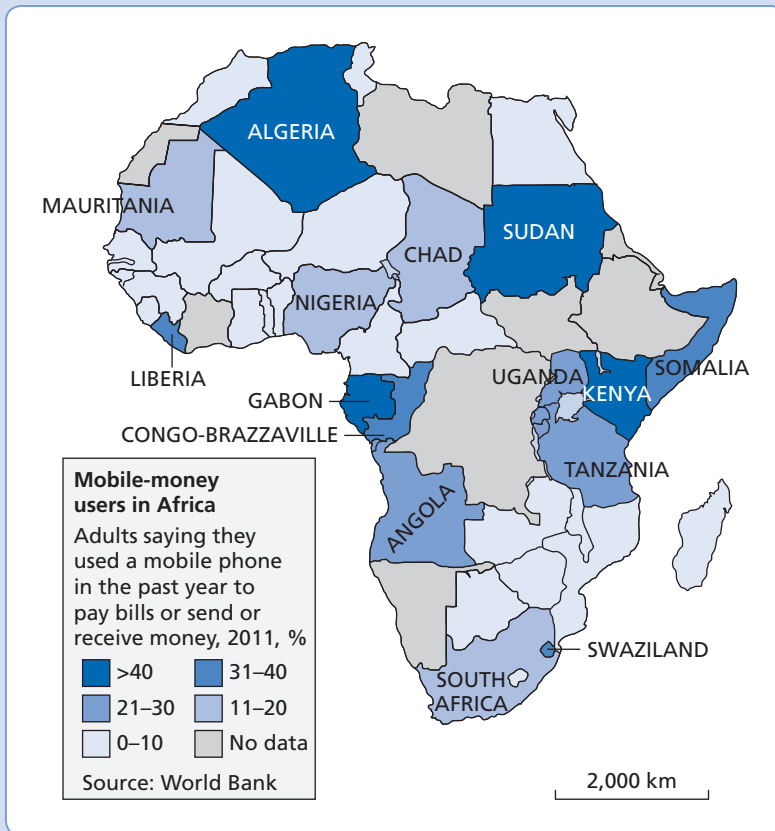 ALGERIA
MAURITANIA
SUDAN
CHAD
NIGERIA
LIBERIA
UGANDA
SOMALIA
GABON
KENYA
CONGO-BRAZZAVILLE
TANZANIA
ANGOLA
SWAZILAND
SOUTH
AFRICA
Mobile-money
users in Africa
Adults saying they
used a mobile phone
in the past year to
pay bills or send or
receive money, 2011, %
>40 31–40
21–30 11–20
0–10 No data
Source: World Bank
2,000 km